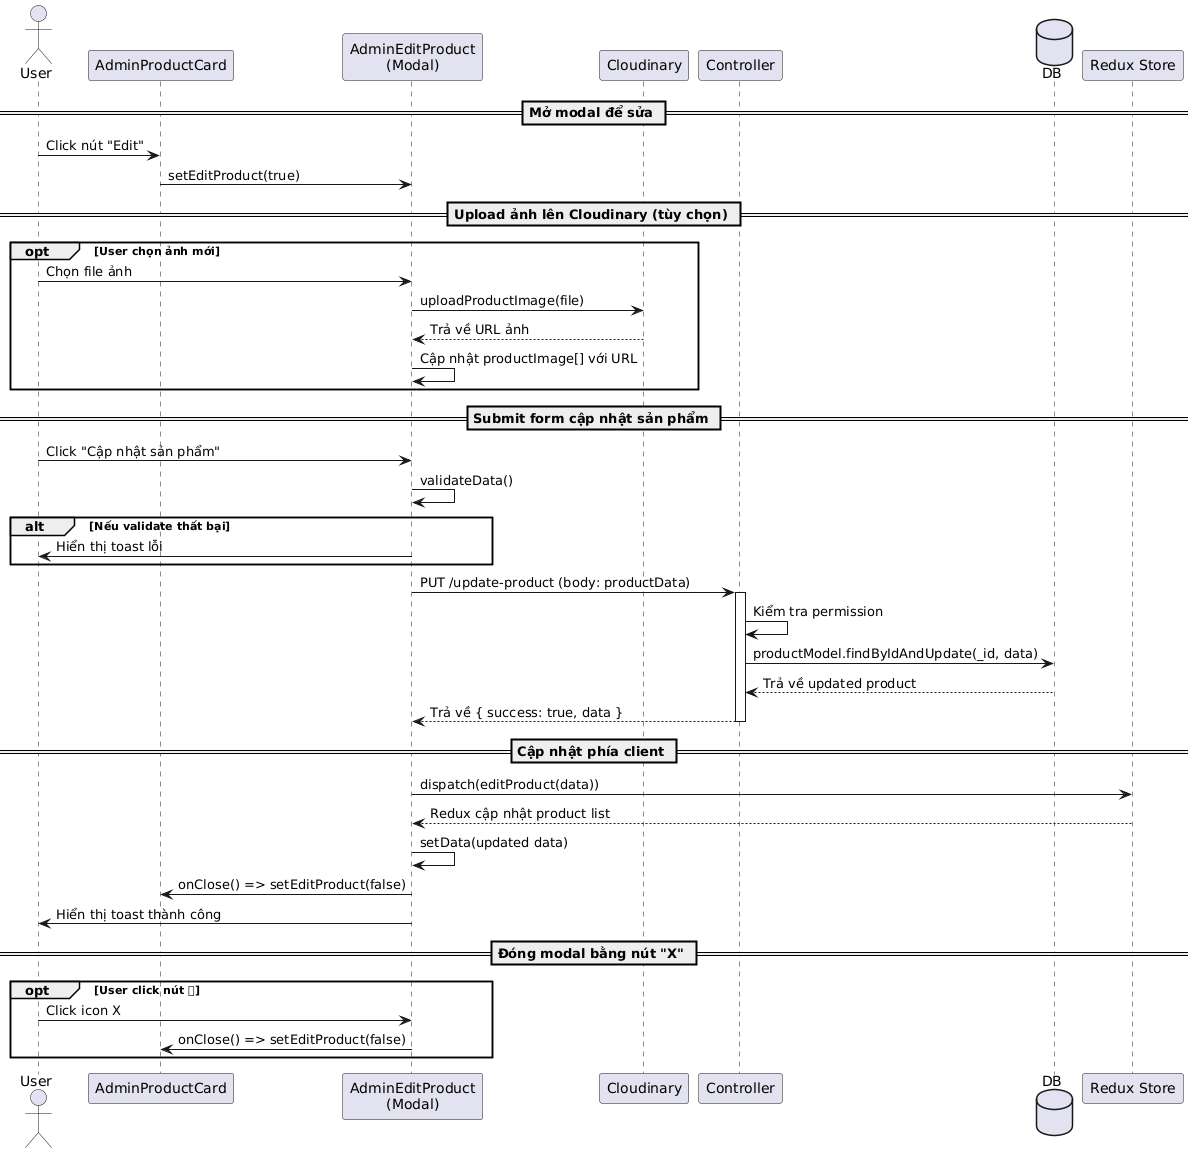 User
AdminProductCard
AdminEditProduct
(Modal)
Cloudinary
Controller
DB
Redux Store
Mở modal để sửa
Click nút "Edit"
setEditProduct(true)
Upload ảnh lên Cloudinary (tùy chọn)
opt [User chọn ảnh mới]
Chọn file ảnh
uploadProductImage(file)
Trả về URL ảnh
Cập nhật productImage[] với URL
Submit form cập nhật sản phẩm
Click "Cập nhật sản phẩm"
validateData()
alt [Nếu validate thất bại]
Hiển thị toast lỗi
PUT /update-product (body: productData)
Kiểm tra permission
productModel.findByIdAndUpdate(_id, data)
Trả về updated product
Trả về { success: true, data }
Cập nhật phía client
dispatch(editProduct(data))
Redux cập nhật product list
setData(updated data)
onClose() => setEditProduct(false)
Hiển thị toast thành công
Đóng modal bằng nút "X"
opt [User click nút ]
Click icon X
onClose() => setEditProduct(false)
User
AdminProductCard
AdminEditProduct
(Modal)
Cloudinary
Controller
DB
Redux Store